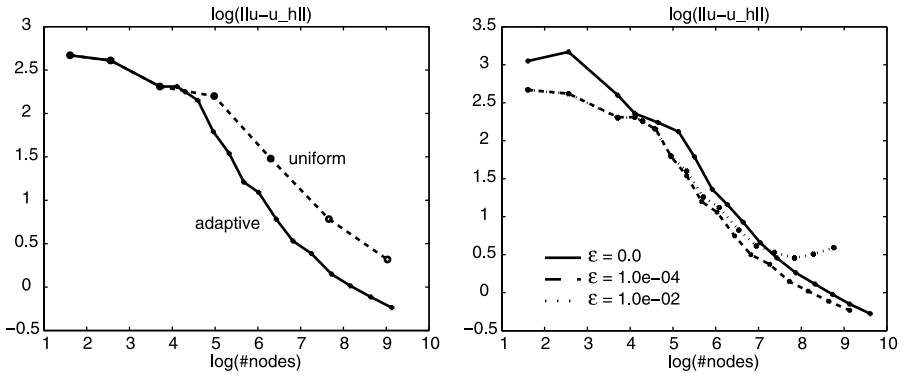 log(||u-u_h||)
3
2.5
2
1.5
1
0.5
0
−0.5
uniform
adaptive
1 2 3 4 5 6 7 8 9 10
log(#nodes)
log(||u-u_h||)
3.5
3
2.5
2
1.5
1
0.5
0
−0.5
ε = 0.0
ε = 1.0e−04
ε = 1.0e−02
1 2 3 4 5 6 7 8 9 10
log(#nodes)